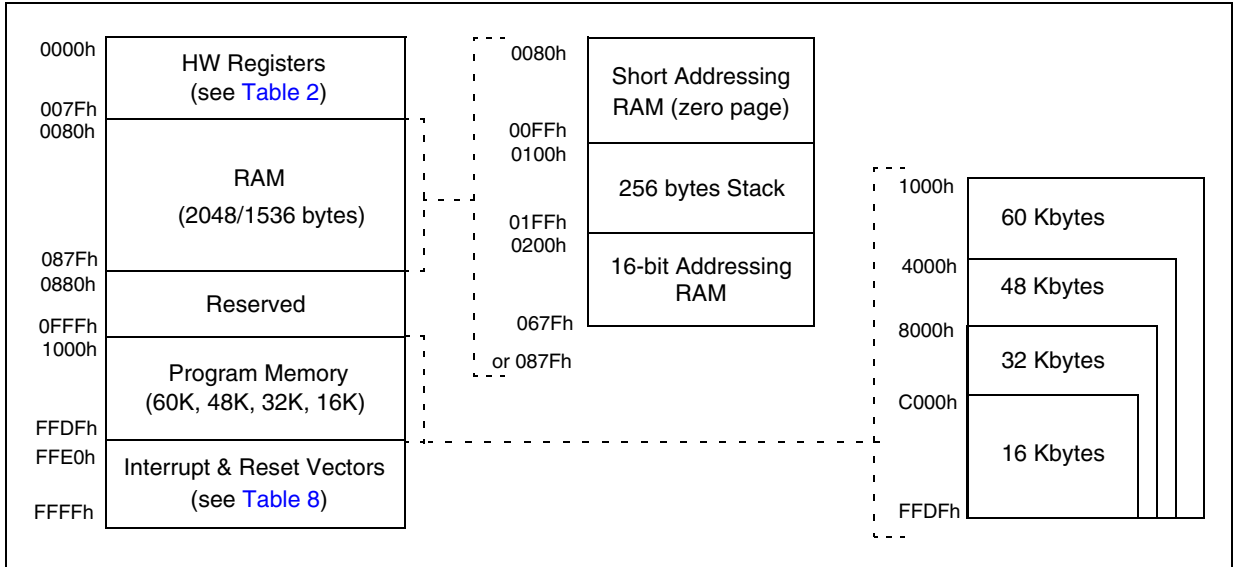 0000h
HW Registers
(see Table 2)
007Fh
0080h
RAM
(2048/1536 bytes)
087Fh
0880h
Reserved
0FFFh
1000h
Program Memory
(60K, 48K, 32K, 16K)
FFDFh
FFE0h
Interrupt & Reset Vectors
(see Table 8)
FFFFh
0080h
Short Addressing
RAM (zero page)
00FFh
0100h
256 bytes Stack
01FFh
0200h
16-bit Addressing
RAM
067Fh
or 087Fh
1000h
60 Kbytes
4000h
48 Kbytes
8000h
32 Kbytes
C000h
16 Kbytes
FFDFh